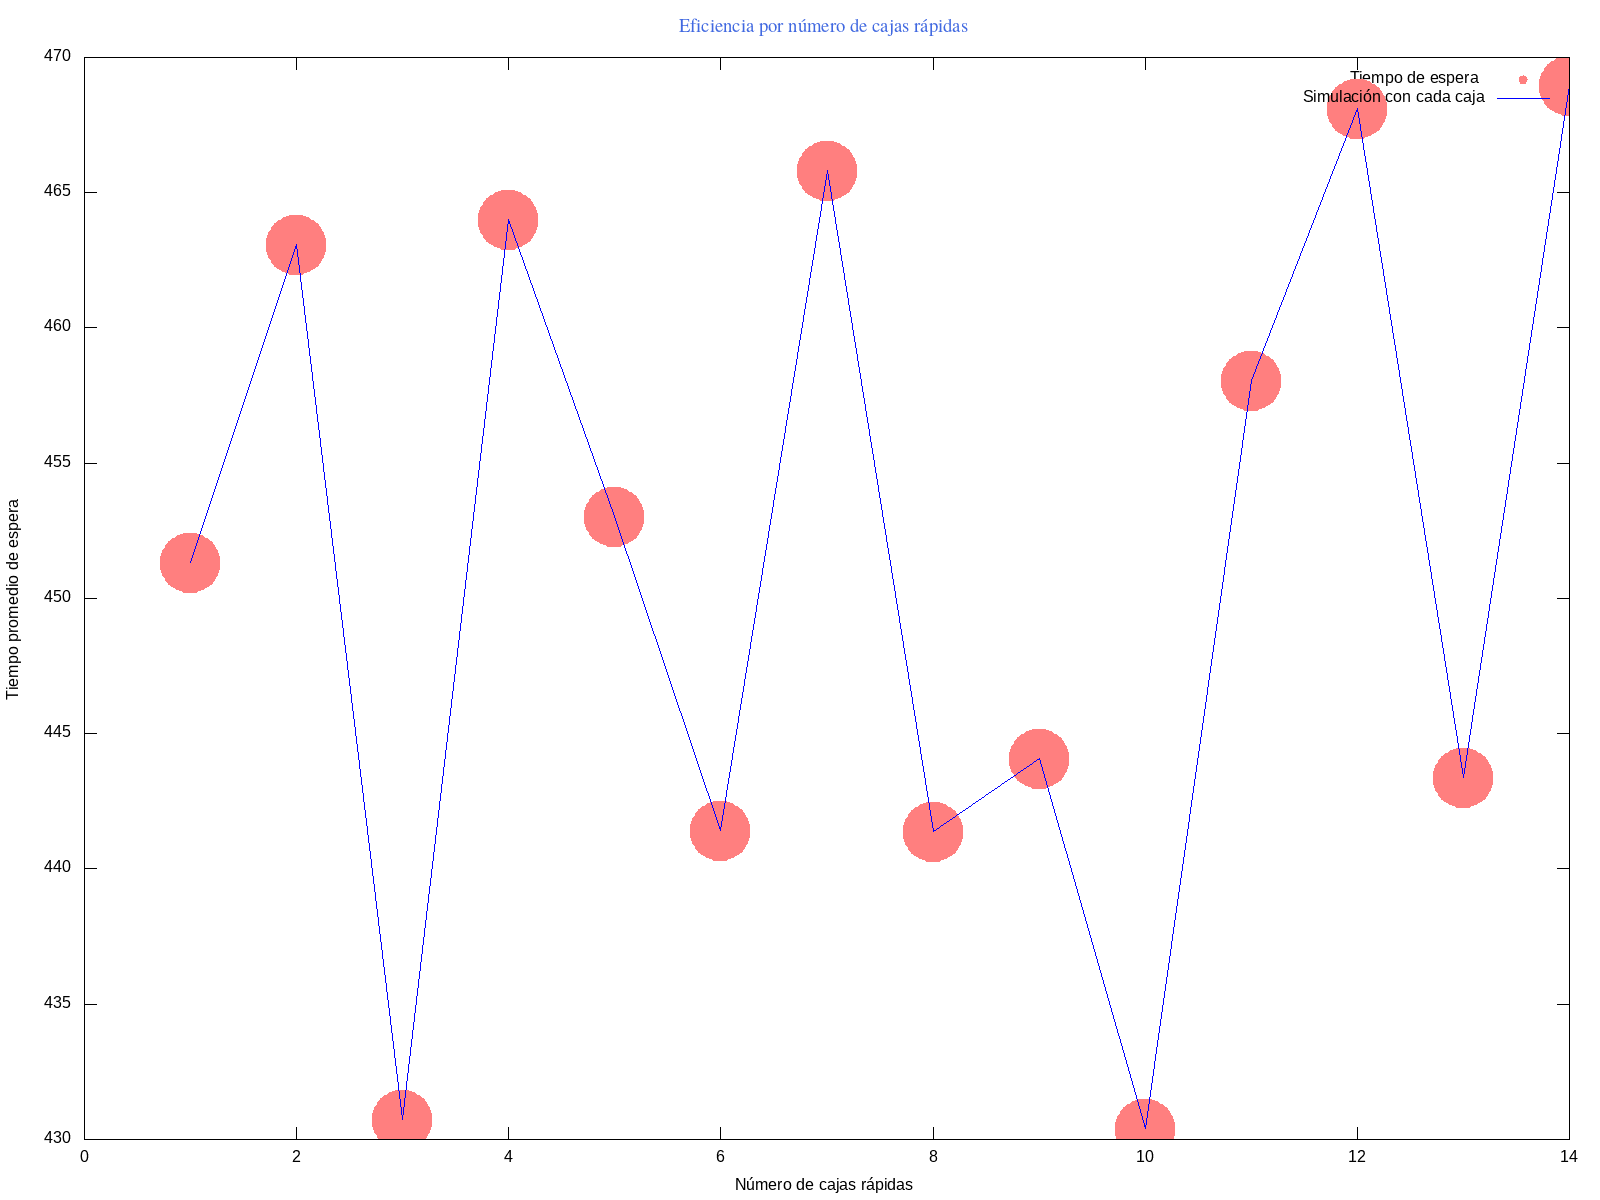 Eficiencia por número de cajas rápidas
470
465
460
455
450
445
440
435
430
Tiempo de espera
Simulación con cada caja
Tiempo promedio de espera
0 2 4 6 8 10 12 14
Número de cajas rápidas